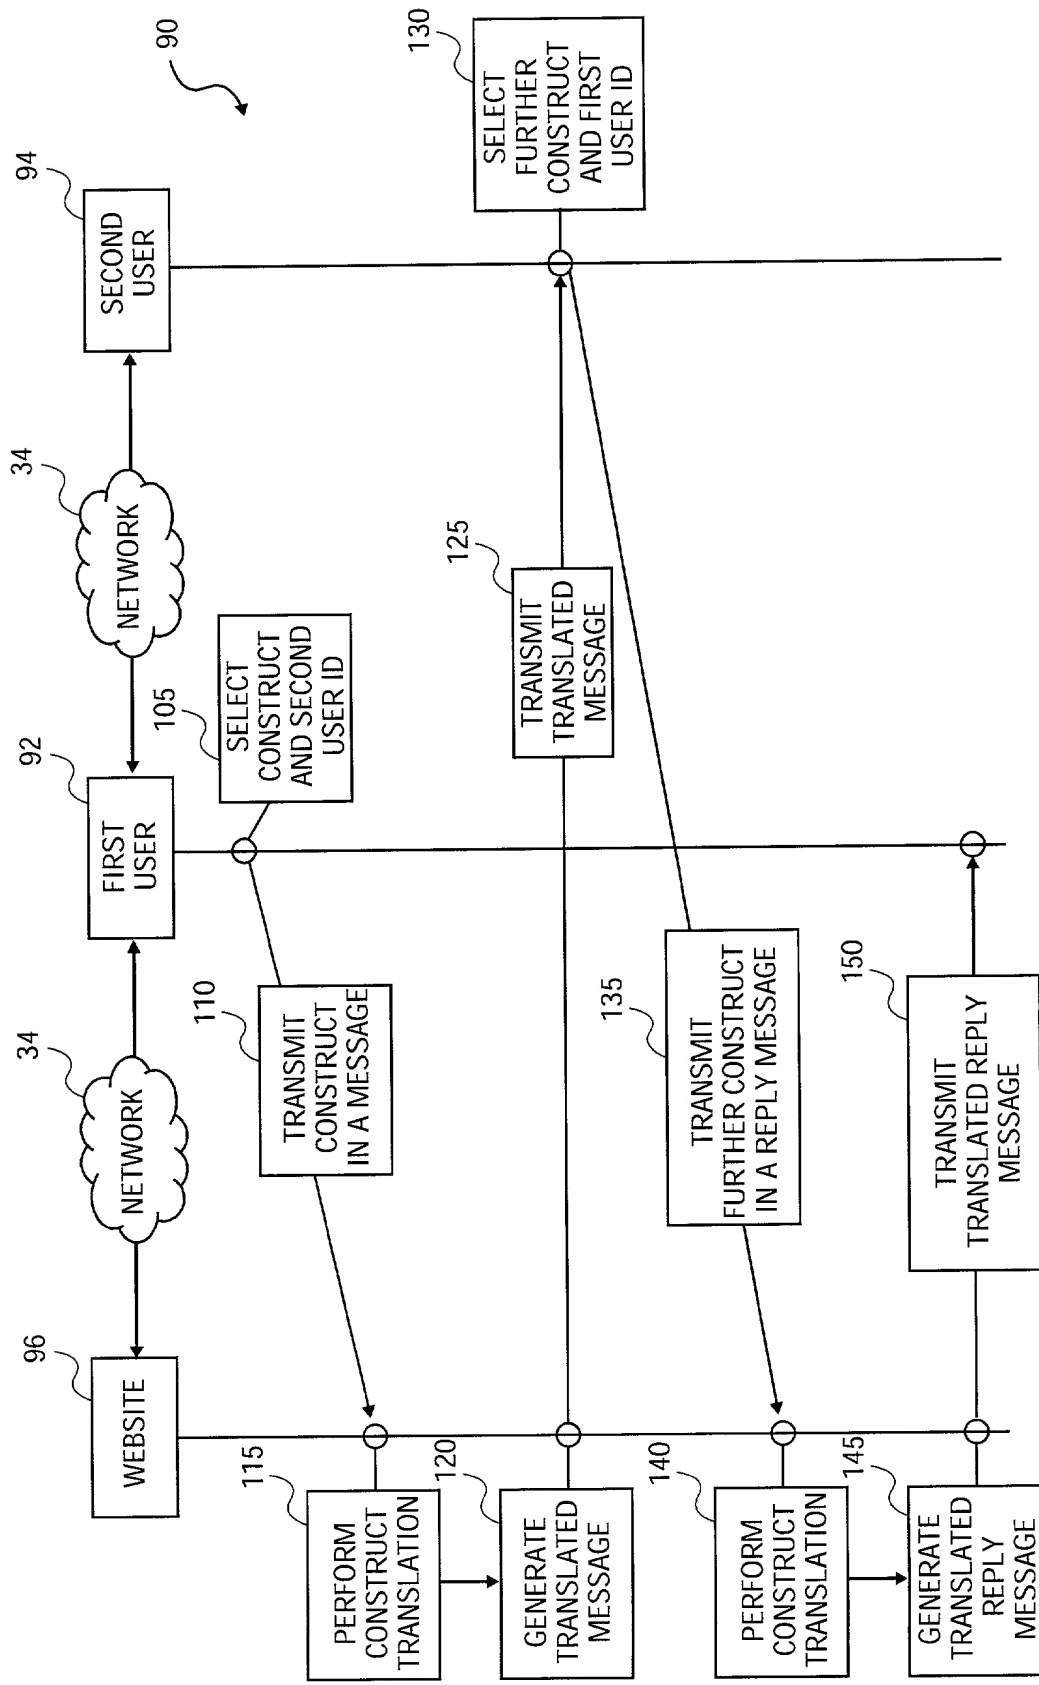 90
96
WEBSITE
34
NETWORK
92
FIRST
USER
34
NETWORK
94
SECOND
USER
105
SELECT
CONSTRUCT
AND SECOND
USER ID
110
TRANSMIT
CONSTRUCT
IN A MESSAGE
115
PERFORM
CONSTRUCT
TRANSLATION
120
GENERATE
TRANSLATED
MESSAGE
125
TRANSMIT
TRANSLATED
MESSAGE
130
SELECT
FURTHER
CONSTRUCT
AND FIRST
USER ID
135
TRANSMIT
FURTHER CONSTRUCT
IN A REPLY MESSAGE
140
PERFORM
CONSTRUCT
TRANSLATION
145
GENERATE
TRANSLATED
REPLY
MESSAGE
150
TRANSMIT
TRANSLATED REPLY
MESSAGE